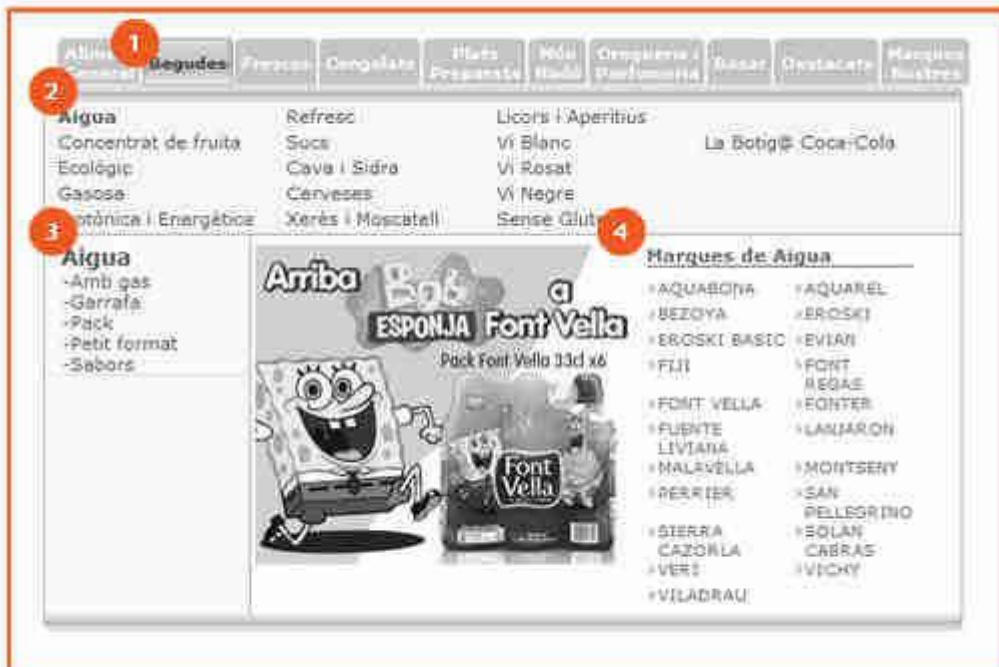 1
Begudes
Frescos
Congelats
Plats
Preparats
Món
Drogueria i
Perfumeria
Basar
Destacats
Marques
Nostres
2
Aigua
Concentrat de fruita
Ecológic
Gasosa
i Energètica
Refresc
Sucs
Cava i Sidra
Cerveses
Xerès i Moscatell
Licors i Aperitius
Vi Blanc
Vi Rosat
Vi Negre
Sense
La Botig@ Coca-Cola
3
Aigua
-Amb gas
-Garrafa
-Pack
-Petit format
-Sabors
Arriba
Bob
a
ESPONJA Font Vella
Pack Font Vella 33cl x6
Font
Vella
4
Marques de Aigua
AQUABONA
AQUAREL
BEZOYA
EROSKI
EROSKI BASIC
EVIAN
FIJI
FONT
REGAS
FONT VELLA
FONTER
FUENTE
LIVIANA
LANJARON
MALAVELLA
MONTSENY
PERRIER
SAN
PELLEGRINO
SIERRA
CAZORLA
SOLAN
CABRAS
VERI
VICHY
VILADRAU